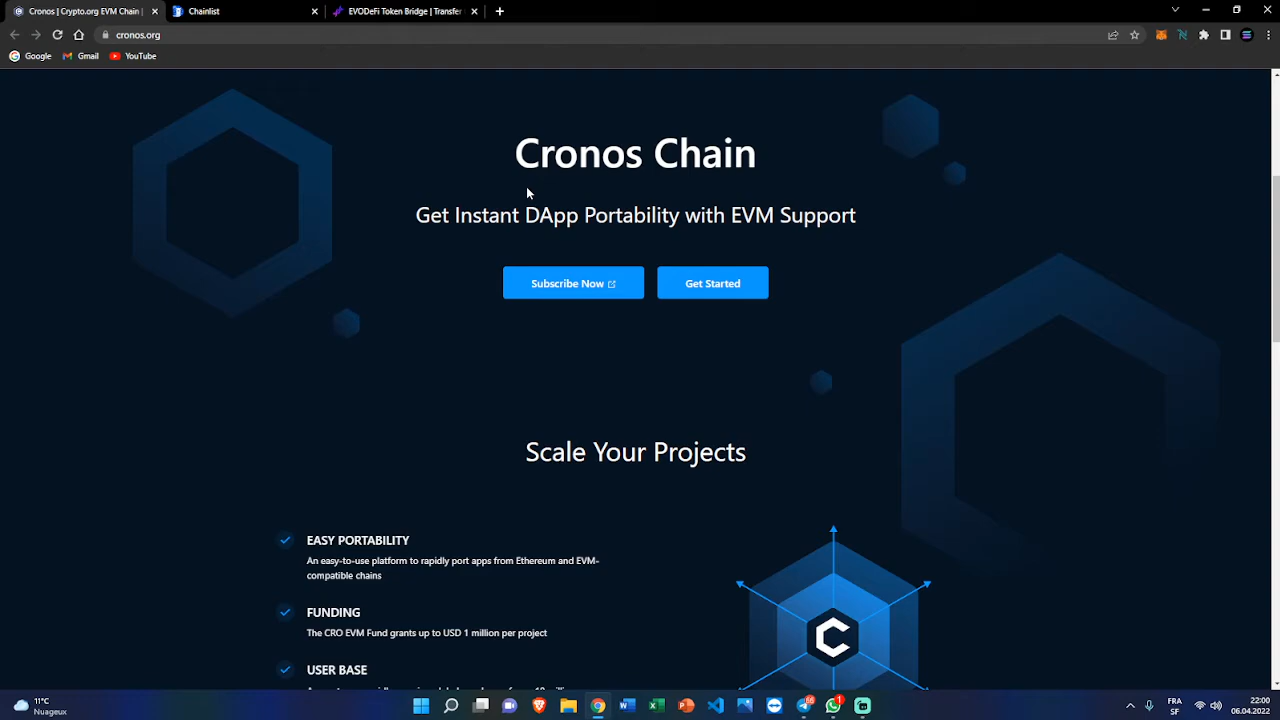 Cronos | Crypto.org EVM Chain |
Chainlist
EVODeFi Token Bridge | Transfer
cronos.org
Google
Gmail
YouTube
Cronos Chain
Get Instant DApp Portability with EVM Support
Subscribe Now
Get Started
Scale Your Projects
EASY PORTABILITY
An easy-to-use platform to rapidly port apps from Ethereum and EVM-
compatible chains
FUNDING
The CRO EVM Fund grants up to USD 1 million per project
USER BASE
11°C
Nuageux
66
1
FRA
SF
22:00
06.04.2022